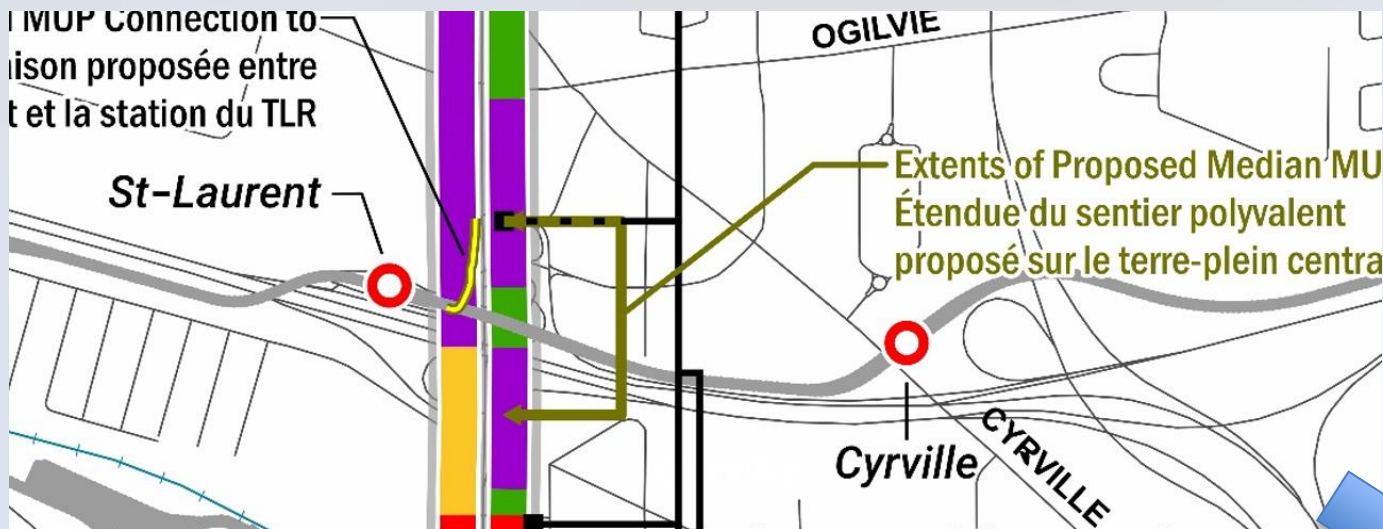 MUP Connection to
aison proposée entre
t et la station du TLR
St-Laurent
OGILVIE
Extents of Proposed Median MU
Étendue du sentier polyvalent
proposé sur le terre-plein centra
Cyrville
CYRVILLE